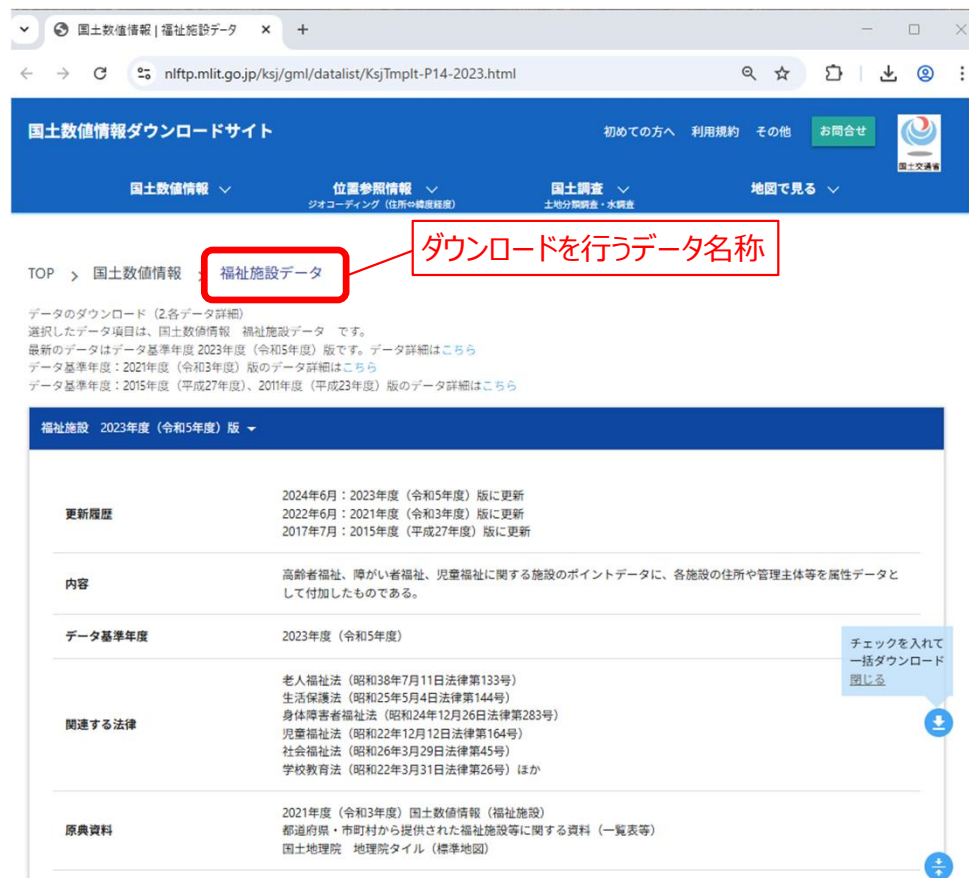 国土数値情報 | 福祉施設データ
nlftp.mlit.go.jp/ksj/gml/datalist/KsjTmplt-P14-2023.html
国土数値情報ダウンロードサイト
初めての方へ 利用規約 その他 お問合せ
国土交通省
国土数値情報 位置参照情報 国土調査 地図で見る
ジオコーディング（住所⇔緯度経度） 土地分類調査・水調査
ダウンロードを行うデータ名称
TOP > 国土数値情報 > 福祉施設データ
データのダウンロード（2.各データ詳細）
選択したデータ項目は、国土数値情報 福祉施設データ です。
最新のデータはデータ基準年度 2023年度（令和5年度）版です。データ詳細はこちら
データ基準年度：2021年度（令和3年度）版のデータ詳細はこちら
データ基準年度：2015年度（平成27年度）、2011年度（平成23年度）版のデータ詳細はこちら
福祉施設 2023年度（令和5年度）版
更新履歴
2024年6月：2023年度（令和5年度）版に更新
2022年6月：2021年度（令和3年度）版に更新
2017年7月：2015年度（平成27年度）版に更新
内容
高齢者福祉、障がい者福祉、児童福祉に関する施設のポイントデータに、各施設の住所や管理主体等を属性データと
して付加したものである。
データ基準年度
2023年度（令和5年度）
チェックを入れて
一括ダウンロード
閉じる
関連する法律
老人福祉法（昭和38年7月11日法律第133号）
生活保護法（昭和25年5月4日法律第144号）
身体障害者福祉法（昭和24年12月26日法律第283号）
児童福祉法（昭和22年12月12日法律第164号）
社会福祉法（昭和26年3月29日法律第45号）
学校教育法（昭和22年3月31日法律第26号）ほか
原典資料
2021年度（令和3年度）国土数値情報（福祉施設）
都道府県・市町村から提供された福祉施設等に関する資料（一覧表等）
国土地理院 地理院タイル（標準地図）